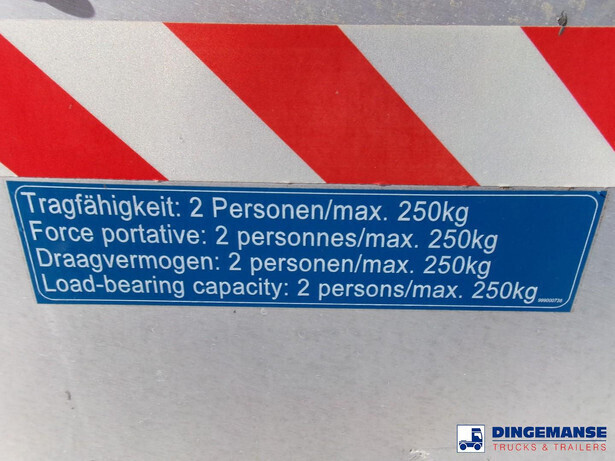 Tragfähigkeit: 2 Personen/max. 250kg
Force portative: 2 personnes/max. 250kg
Draagvermogen: 2 personen/max. 250kg
Load-bearing capacity: 2 persons/max. 250kg
DINGEMANSE
TRUCKS & TRAILERS